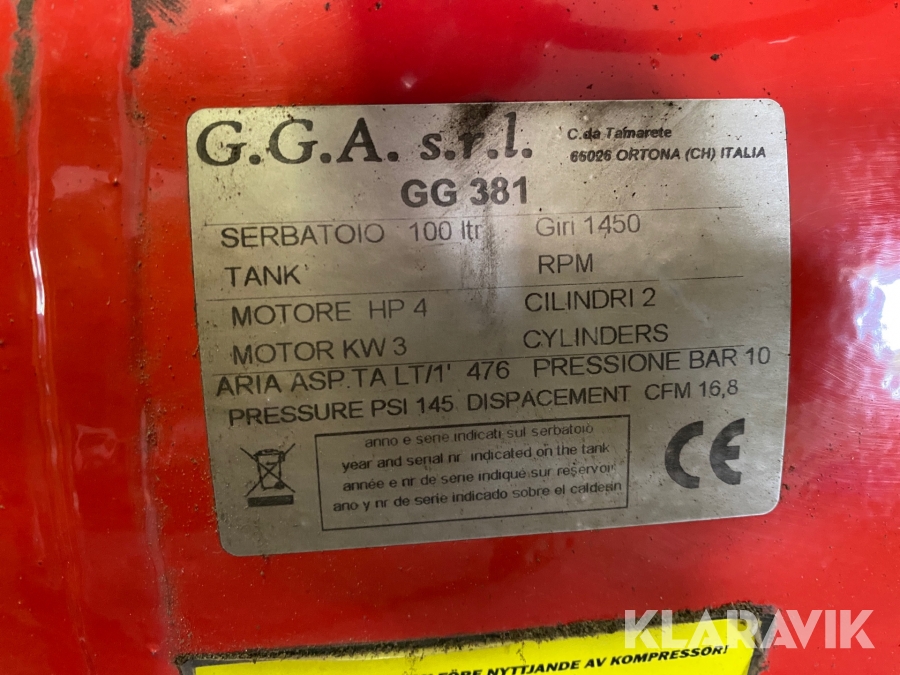 G.G.A. s.r.l.
C.da Tamarete
66026 ORTONA (CH) ITALIA
GG 381
SERBATOIO 100 ltr Giri 1450
TANK RPM
MOTORE HP 4 CILINDRI 2
MOTOR KW 3 CYLINDERS
ARIA ASP.TA LT/1' 476 PRESSIONE BAR 10
PRESSURE PSI 145 DISPACEMENT CFM 16,8
anno e serie indicati sul serbatoio
year and serial nr indicated on the tank
année e nr de serie indiqué sur reservoir
ano y nr de serie indicado sobre el caldean
CE
KLARAVIK
FÖRE NYTTJANDE AV KOMPRESSOR!